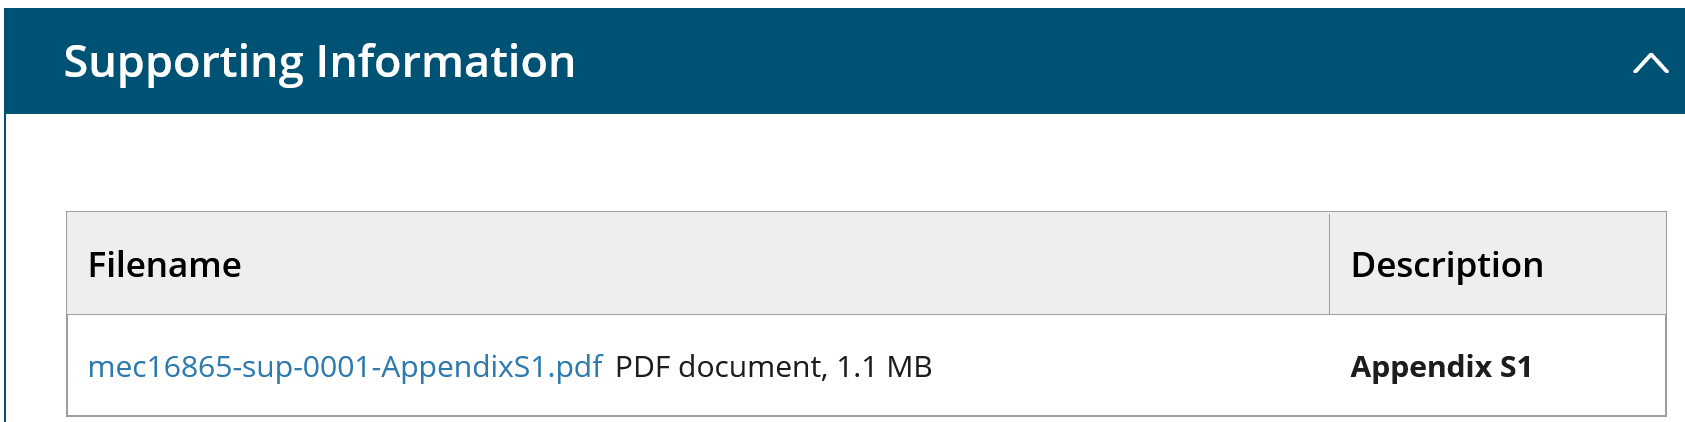 Supporting Information
Filename Description
mec16865-sup-0001-AppendixS1.pdf PDF document, 1.1 MB Appendix S1